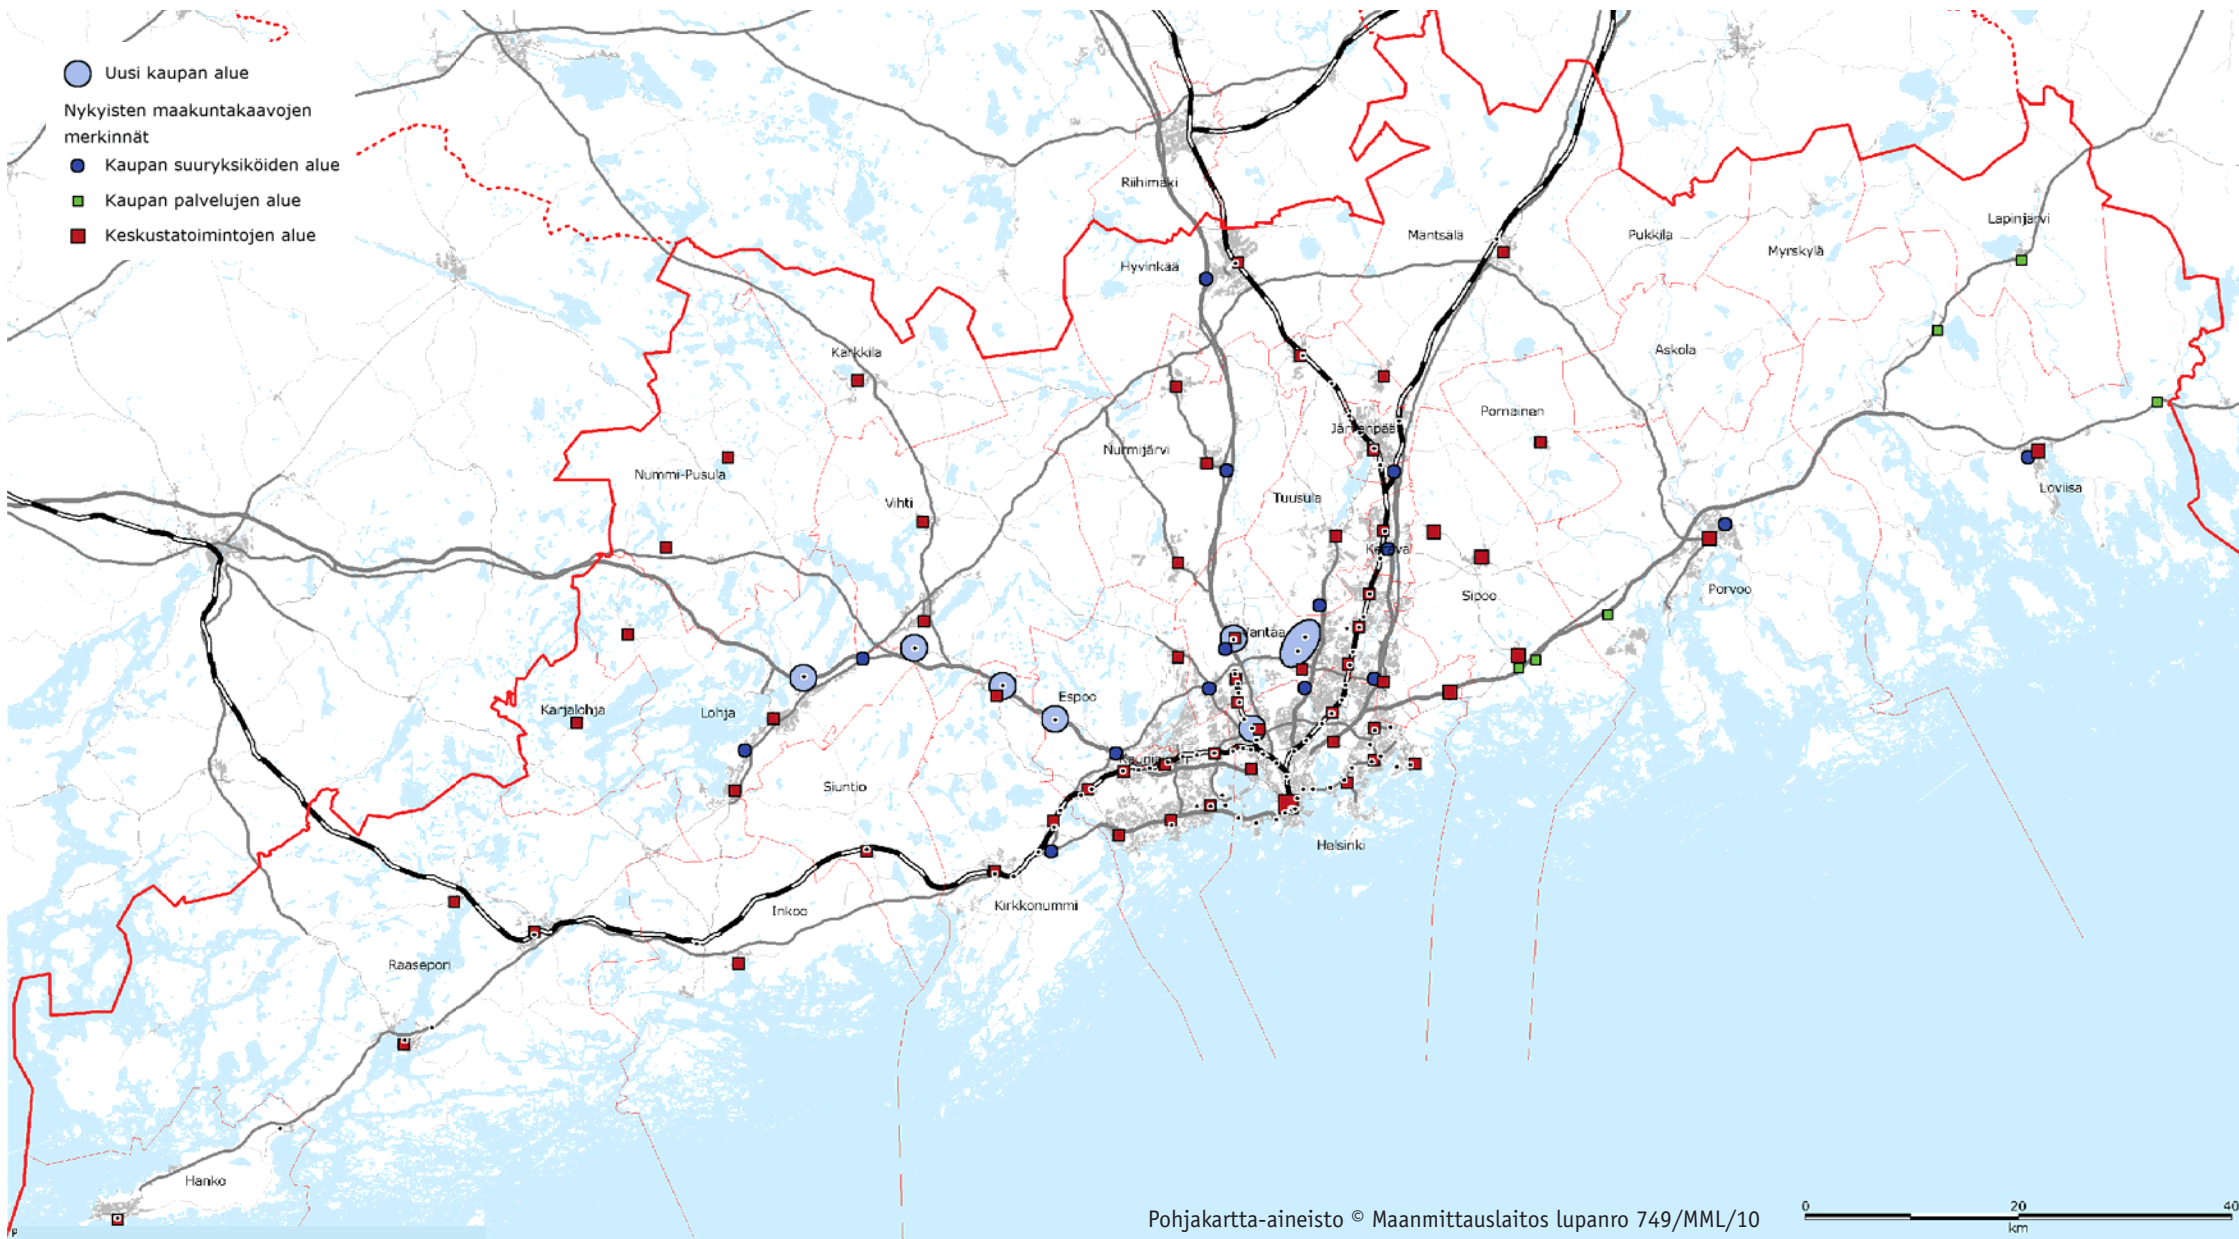 Uusi kaupan alue
Nykyisten maakuntakaavojen
merkinnät
Kaupan suuryksiköiden alue
Kaupan palvelujen alue
Keskustatoimintojen alue
Riihimäki
Hyvinkää
Mäntsälä
Pukkila
Myrskylä
Lapinjärvi
Karkkila
Askola
Pornainen
Järvenpää
Nurmijärvi
Nummi-Pusula
Vihti
Tuusula
Loviisa
Kerava
Sipoo
Porvoo
Vantaa
Espoo
Karjalohja
Lohja
Siuntio
Helsinki
Inkoo
Kirkkonummi
Raasepori
Hanko
Pohjakartta-aineisto © Maanmittauslaitos lupanro 749/MML/10
0 20 40
km